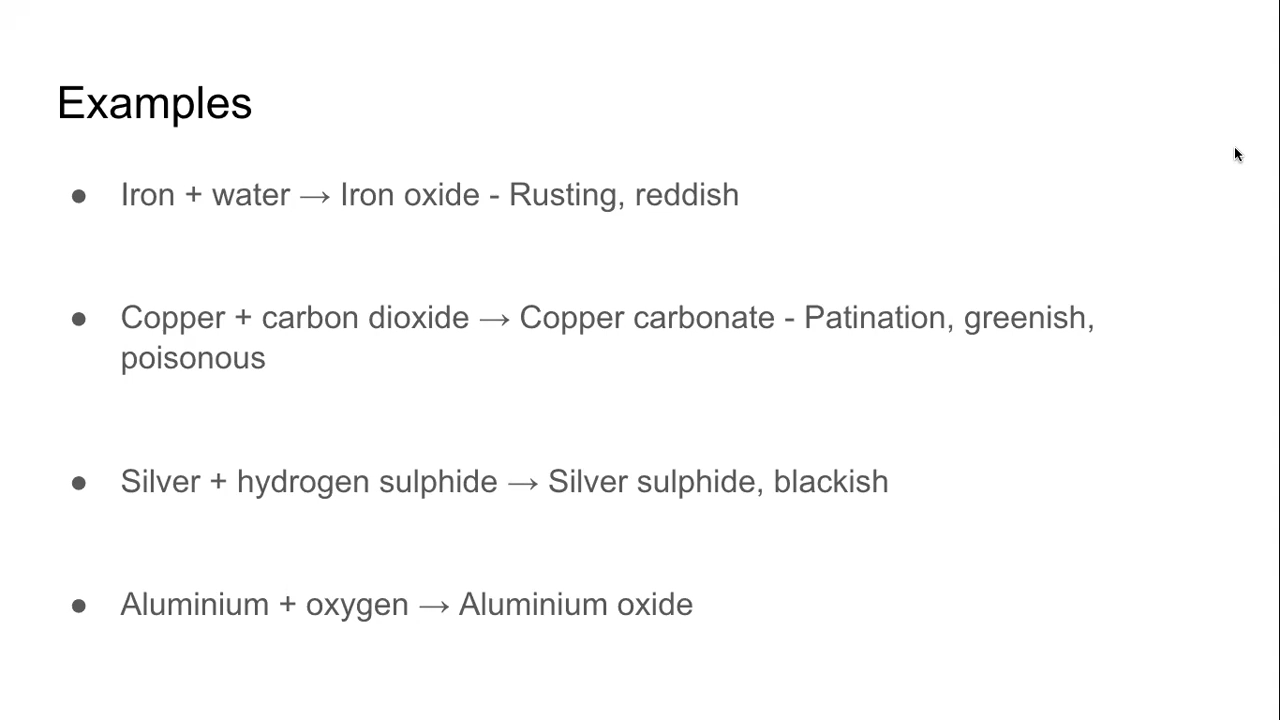 Examples
● Iron + water → Iron oxide - Rusting, reddish
● Copper + carbon dioxide → Copper carbonate - Patination, greenish,
poisonous
● Silver + hydrogen sulphide → Silver sulphide, blackish
● Aluminium + oxygen → Aluminium oxide